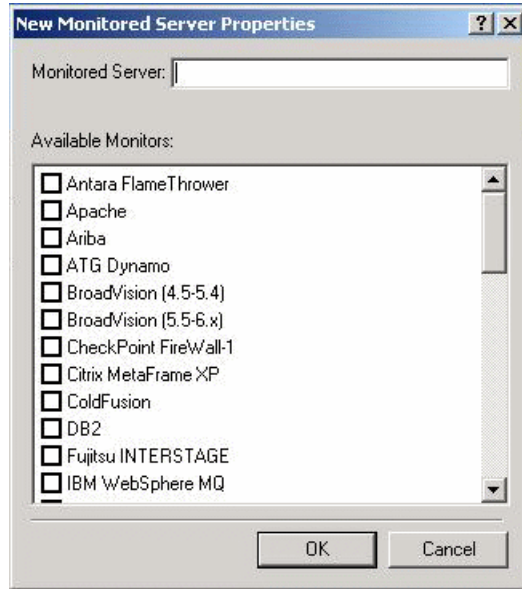 New Monitored Server Properties
Monitored Server:
Available Monitors:
Antara FlameThrower
Apache
Ariba
ATG Dynamo
BroadVision (4.5-5.4)
BroadVision (5.5-6.x)
CheckPoint FireWall-1
Citrix MetaFrame XP
ColdFusion
DB2
Fujitsu INTERSTAGE
IBM WebSphere MQ
OK Cancel